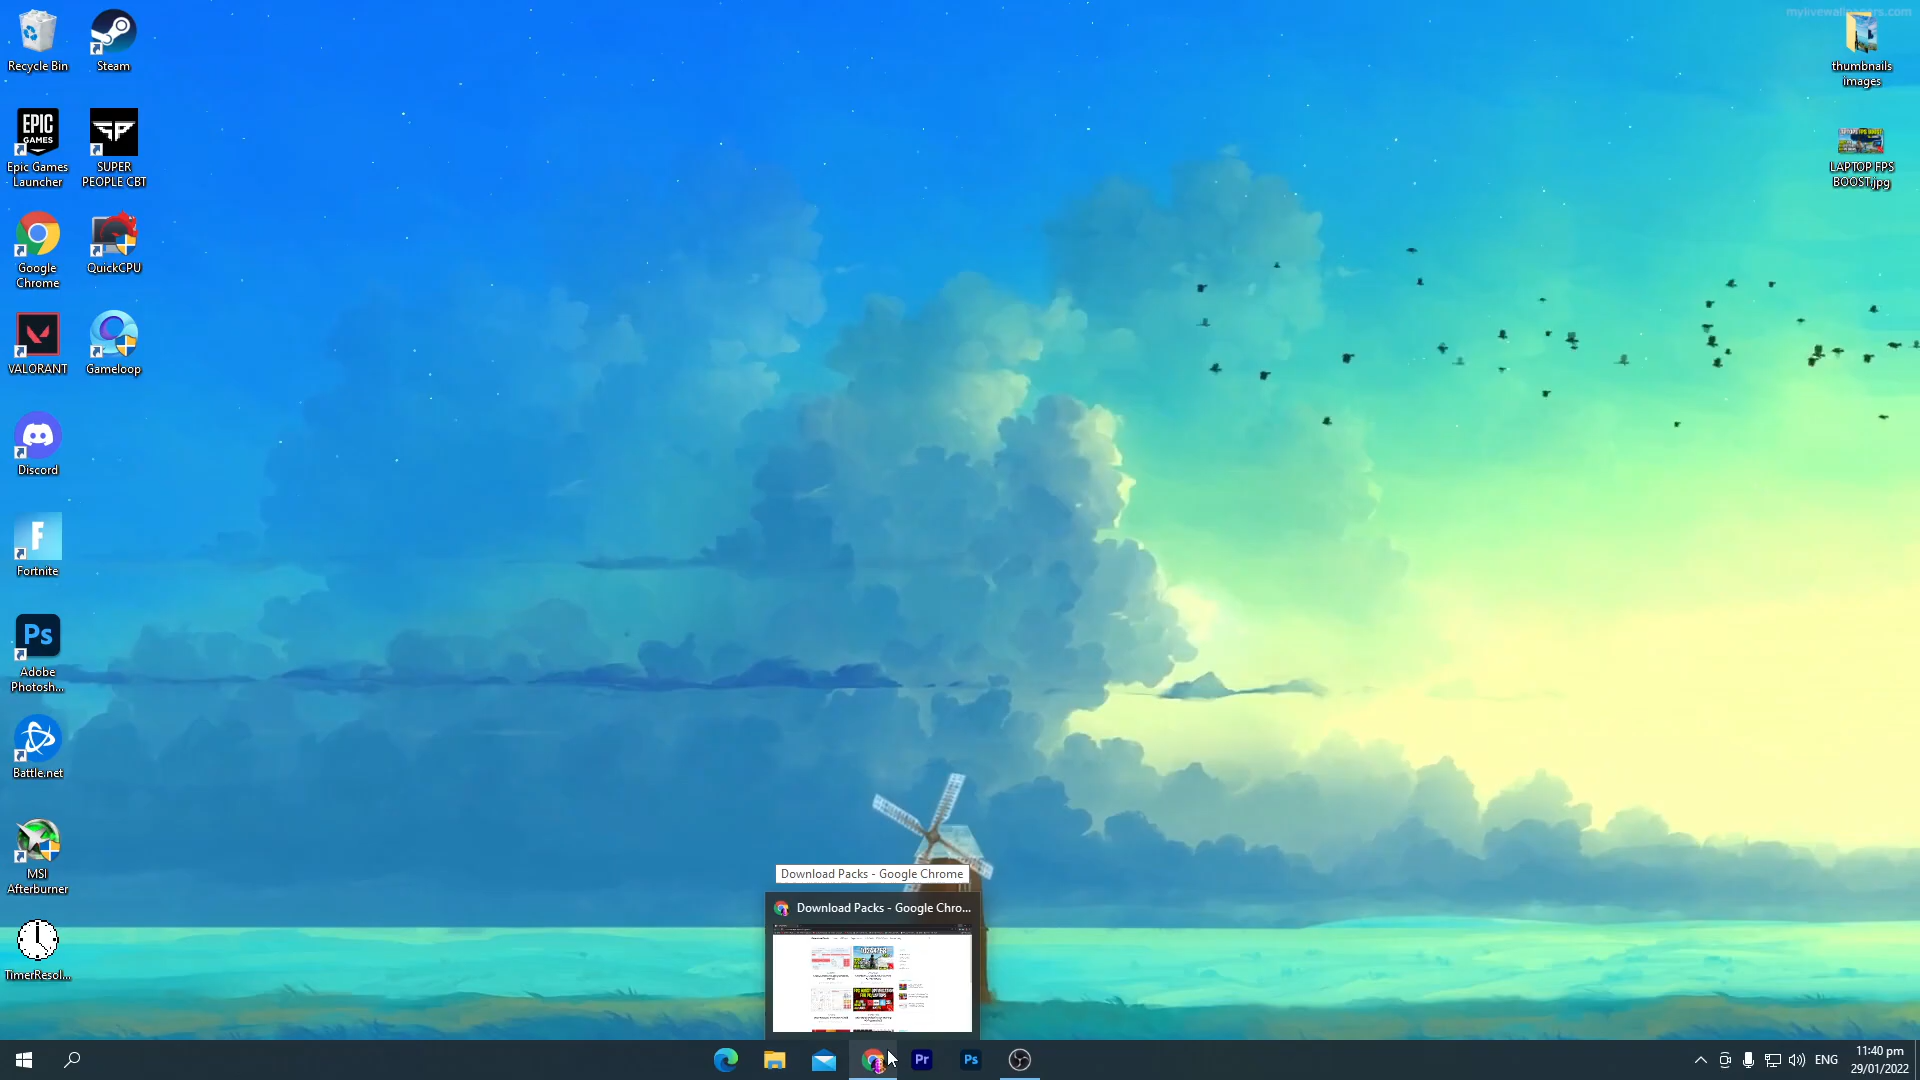 mylivewallpapers.com
Recycle Bin
Steam
EPIC
GAMES
Epic Games
Launcher
SUPER
PEOPLE CBT
Google
Chrome
QuickCPU
VALORANT
Gameloop
Discord
F
Fortnite
Ps
Adobe
Photosh...
Battle.net
MSI
Afterburner
TimerResol...
thumbnails
images
LAPTOP FPS
BOOST.jpg
Download Packs - Google Chrome
Download Packs - Google Chro...
Pr
Ps
ENG
11:40 pm
29/01/2022